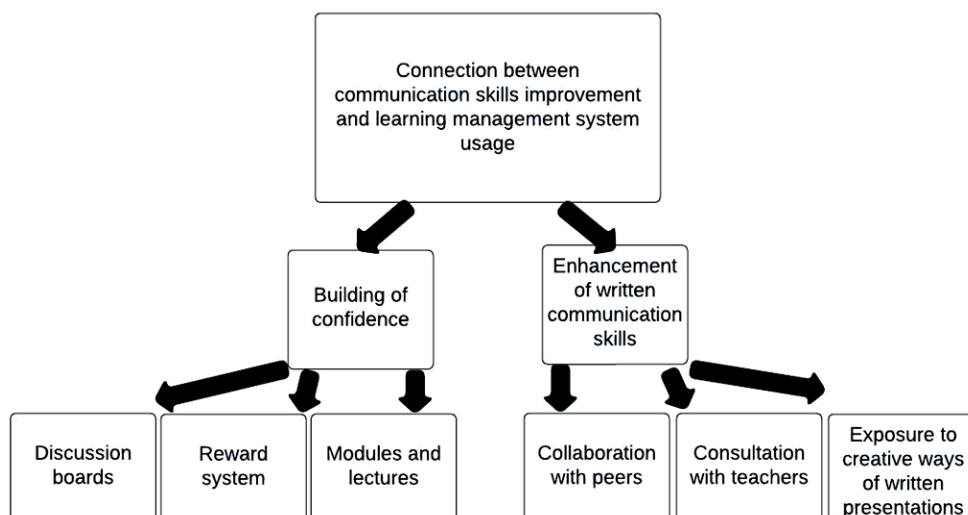 Connection between
communication skills improvement
and learning management system
usage
Building of
confidence
Enhancement
of written
communication
skills
Discussion
boards
Reward
system
Modules and
lectures
Collaboration
with peers
Consultation
with teachers
Exposure to
creative ways
of written
presentations